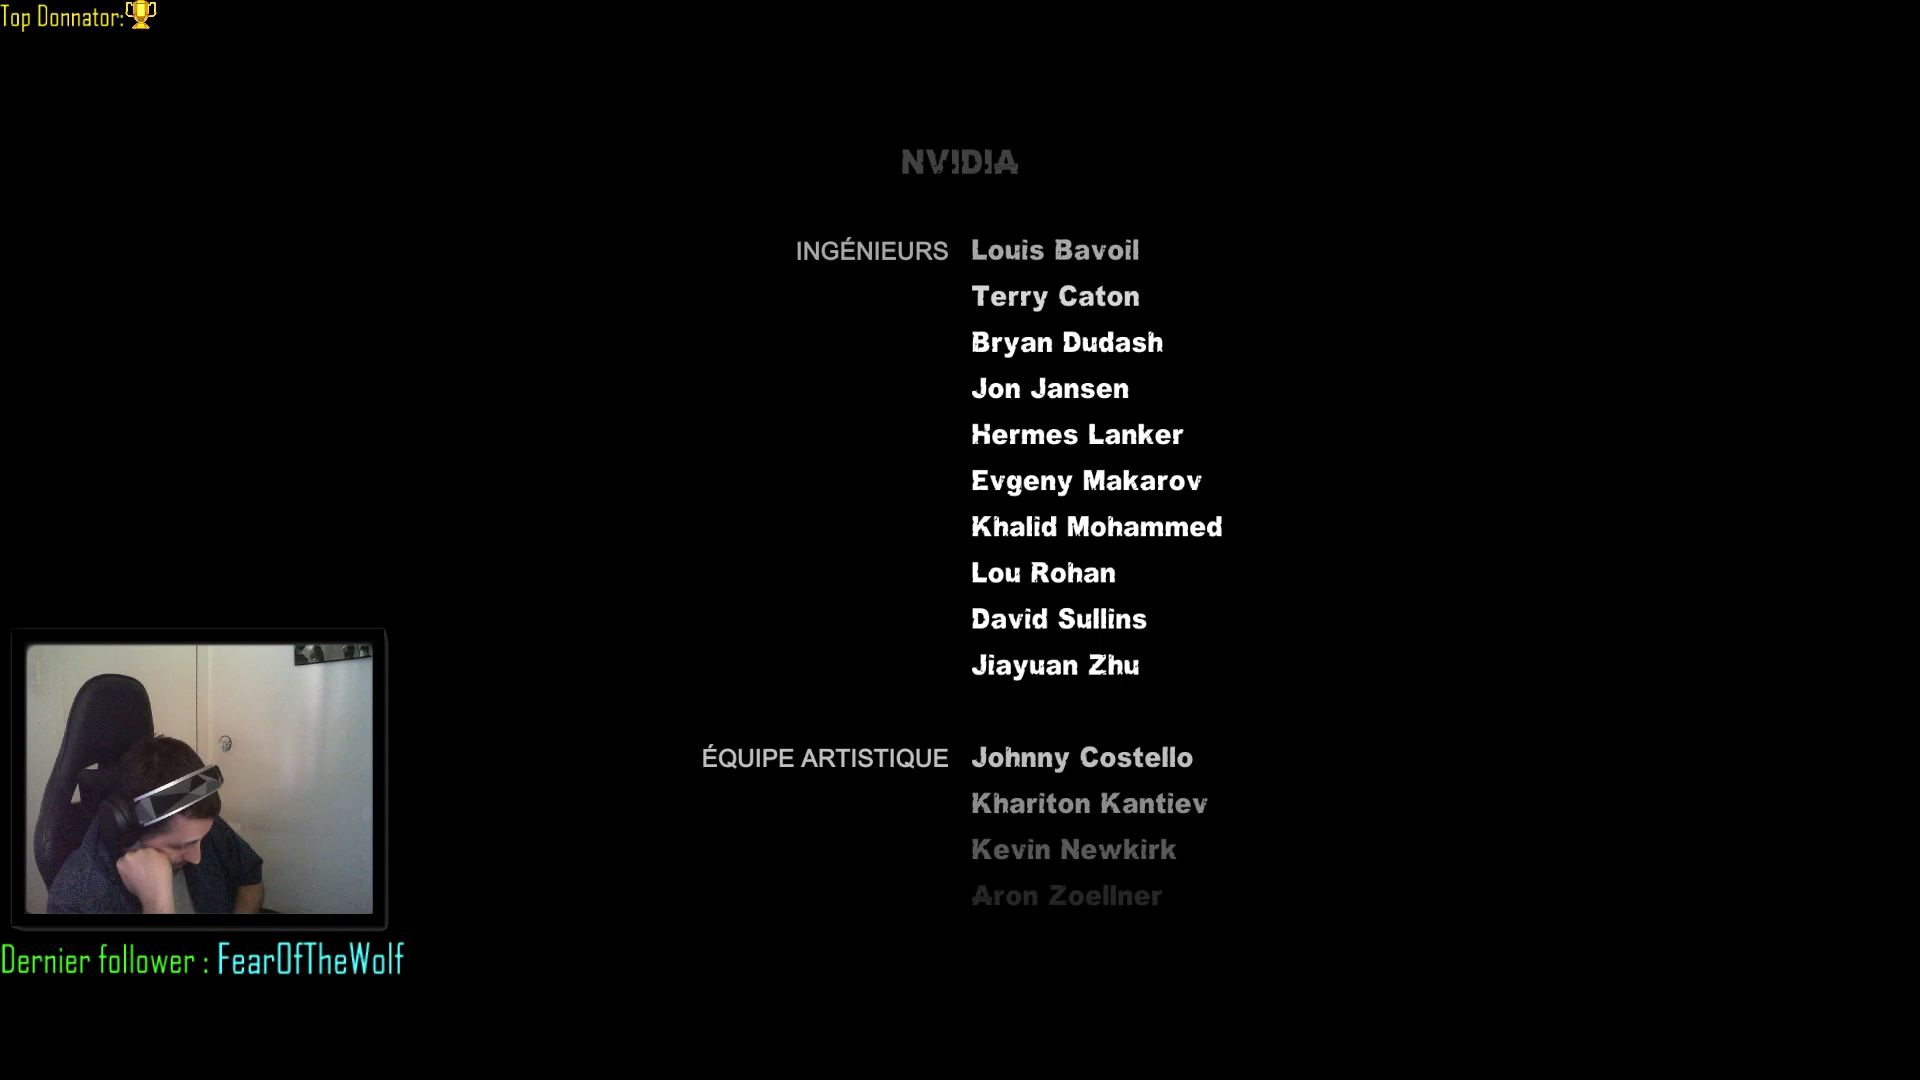 Top Donnator:
NVIDIA
INGÉNIEURS Louis Bavoil
Terry Caton
Bryan Dudash
Jon Jansen
Hermes Lanker
Evgeny Makarov
Khalid Mohammed
Lou Rohan
David Sullins
Jiayuan Zhu
ÉQUIPE ARTISTIQUE Johnny Costello
Khariton Kantiev
Kevin Newkirk
Aron Zoellner
Dernier follower : FearOfTheWolf